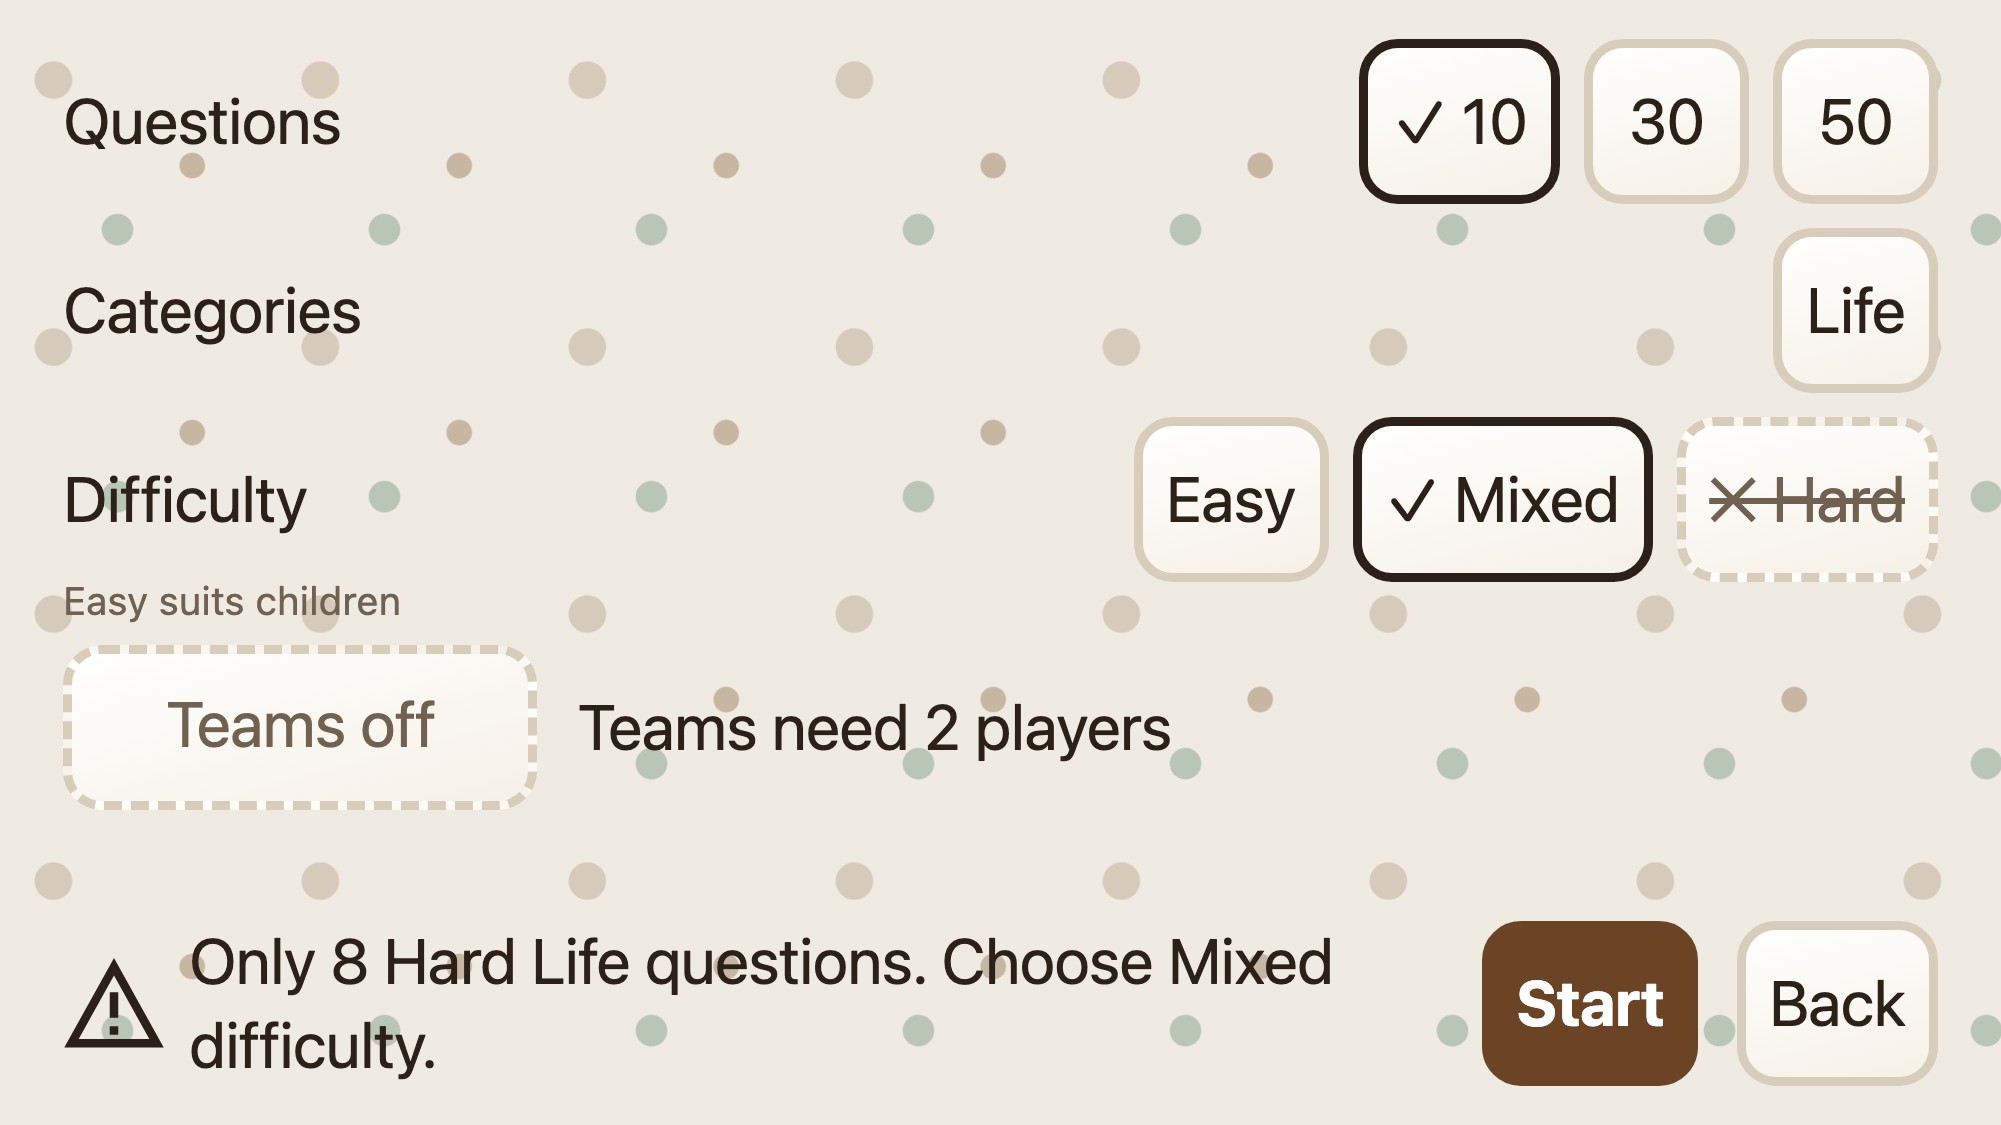 Questions
✓ 10 30 50
Categories
Life
Difficulty
Easy ✓ Mixed ✕ Hard
Easy suits children
Teams off
Teams need 2 players
Only 8 Hard Life questions. Choose Mixed
difficulty.
Start Back